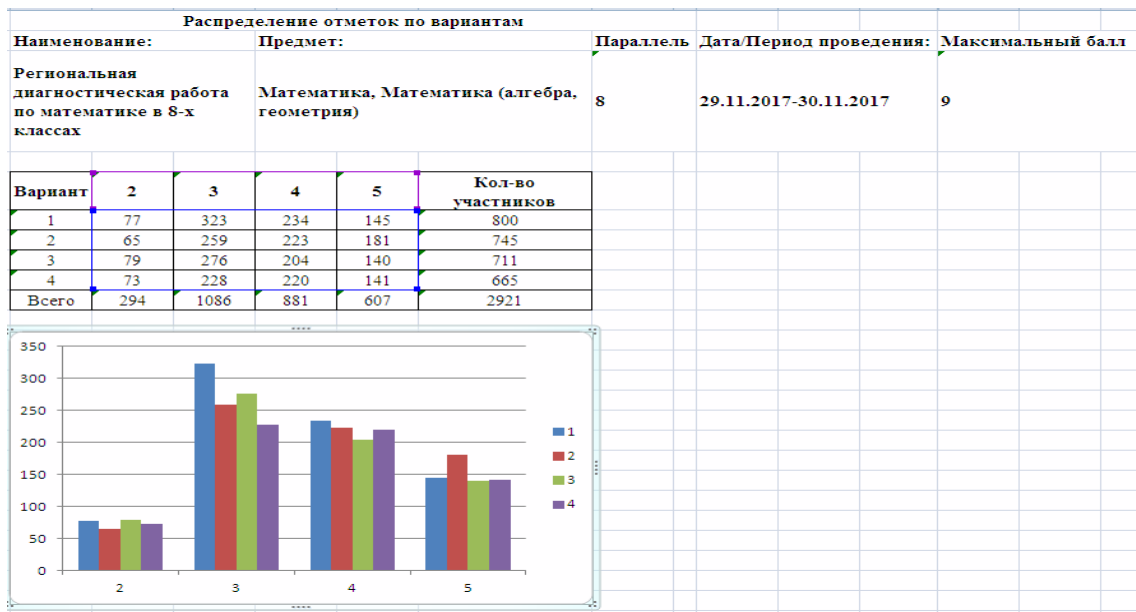 Распределение отметок по вариантам
Наименование: Предмет: Параллель Дата/Период проведения: Максимальный балл
Региональная
диагностическая работа
по математике в 8-х
классах
Математика, Математика (алгебра,
геометрия)
8
29.11.2017-30.11.2017
9
Вариант 2 3 4 5 Кол-во
участников
1 77 323 234 145 800
2 65 259 223 181 745
3 79 276 204 140 711
4 73 228 220 141 665
Всего 294 1086 881 607 2921
350
300
250
200
150
100
50
0
2 3 4 5
1
2
3
4